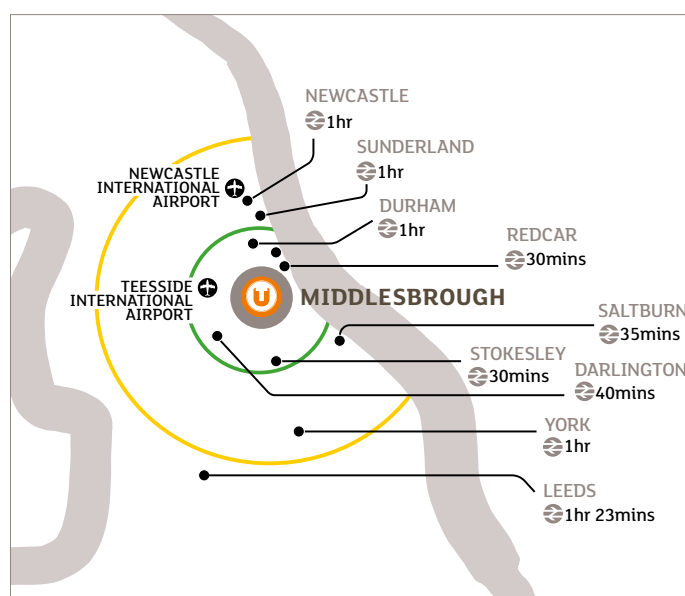 NEWCASTLE
1hr
SUNDERLAND
1hr
NEWCASTLE
INTERNATIONAL
AIRPORT
DURHAM
1hr
REDCAR
30mins
TEESSIDE
INTERNATIONAL
AIRPORT
U
MIDDLESBROUGH
SALTBURN
35mins
STOKESLEY
30mins
DARLINGTON
40mins
YORK
1hr
LEEDS
1hr 23mins